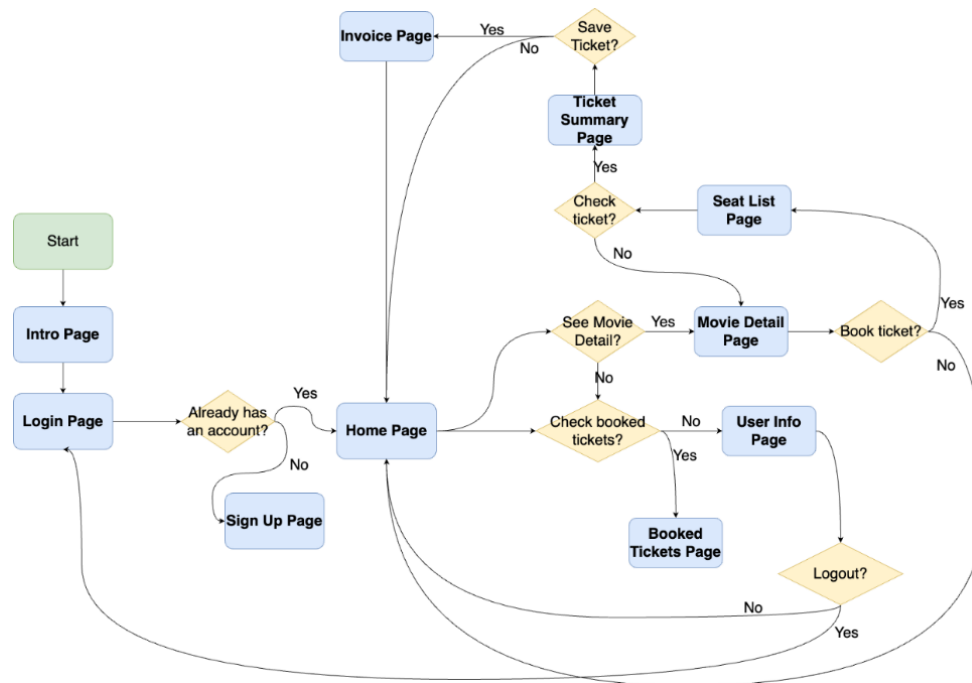 Invoice Page
Yes
No
Save
Ticket?
Ticket
Summary
Page
Yes
Check
ticket?
Seat List
Page
No
Start
Intro Page
See Movie
Detail?
Yes
Movie Detail
Page
Book ticket?
Yes
No
No
Login Page
Already has
an account?
Yes
No
Home Page
Check booked
tickets?
No
Yes
User Info
Page
Sign Up Page
Booked
Tickets Page
Logout?
No
Yes